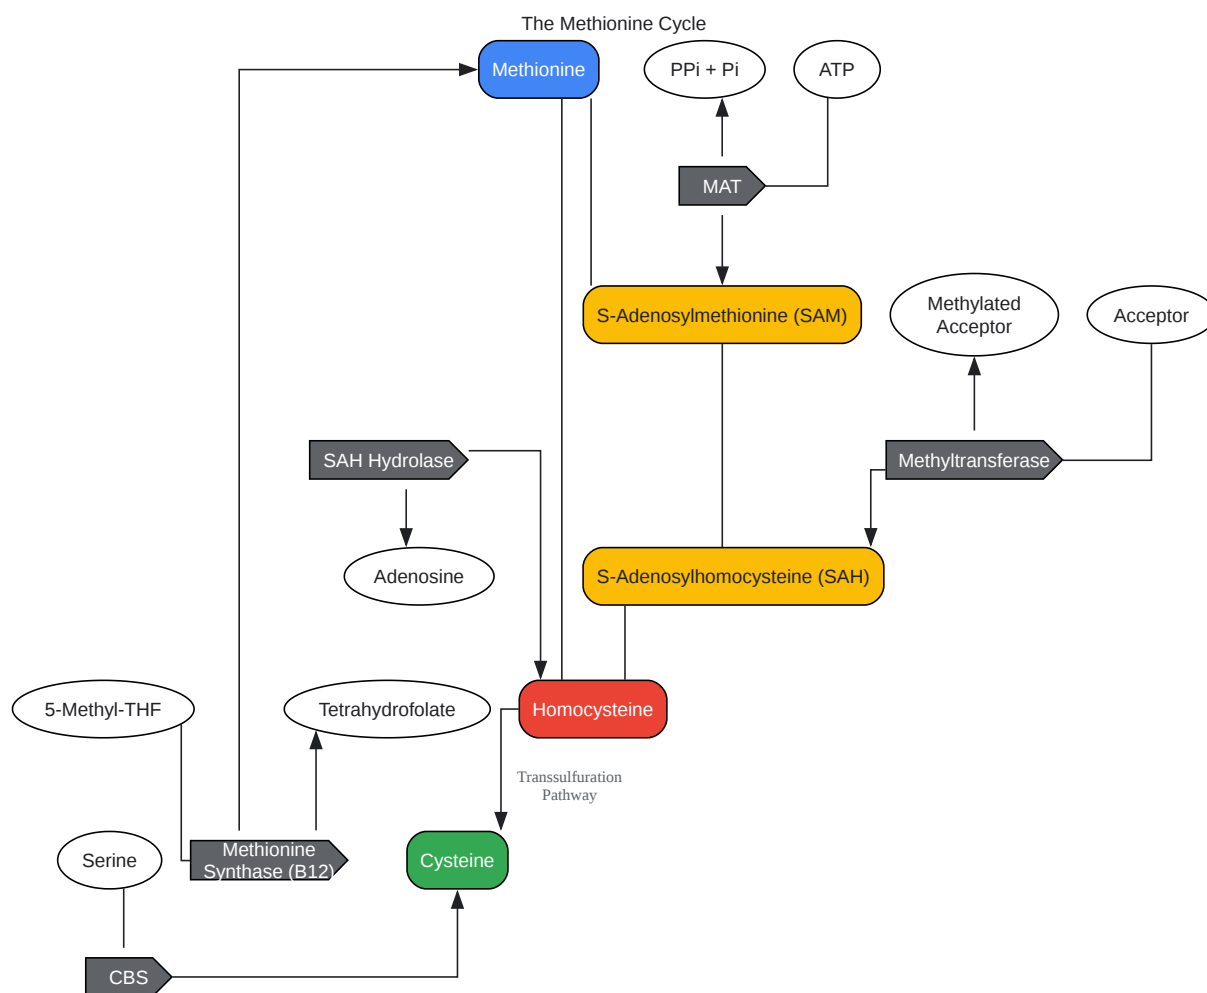 The Methionine Cycle
Methionine
PPi + Pi
ATP
MAT
S-Adenosylmethionine (SAM)
Methylated
Acceptor
Acceptor
SAH Hydrolase
Methyltransferase
Adenosine
S-Adenosylhomocysteine (SAH)
5-Methyl-THF
Tetrahydrofolate
Homocysteine
Transsulfuration
Pathway
Serine
Methionine
Synthase (B12)
Cysteine
CBS